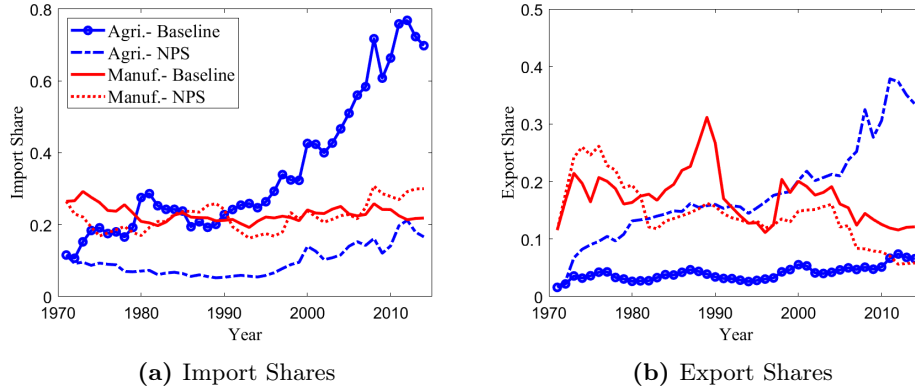 0.8
0.6
0.4
0.2
0
Import Share
Agri.- Baseline
Agri.- NPS
Manuf.- Baseline
Manuf.- NPS
1970 1980 1990 2000 2010
Year
(a) Import Shares
0.5
0.4
0.3
0.2
0.1
0
Export Share
1970 1980 1990 2000 2010
Year
(b) Export Shares